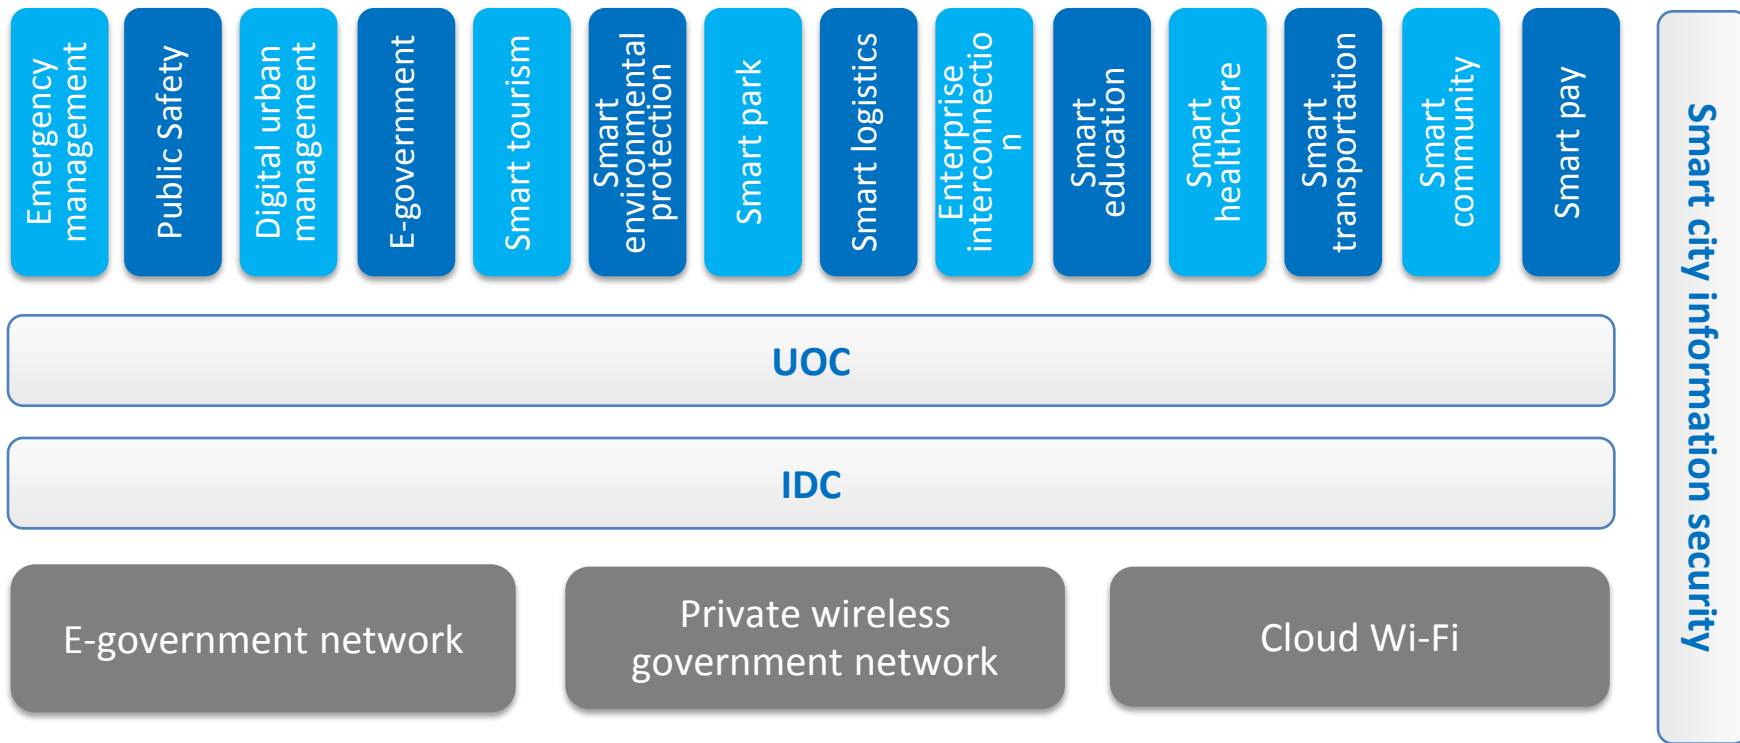 Emergency
management
Public Safety
Digital urban
management
E-government
Smart tourism
Smart
environmental
protection
Smart park
Smart logistics
Enterprise
interconnectio
n
Smart
education
Smart
healthcare
Smart
transportation
Smart
community
Smart pay
UOC
IDC
E-government network
Private wireless
government network
Cloud Wi-Fi
Smart city information security